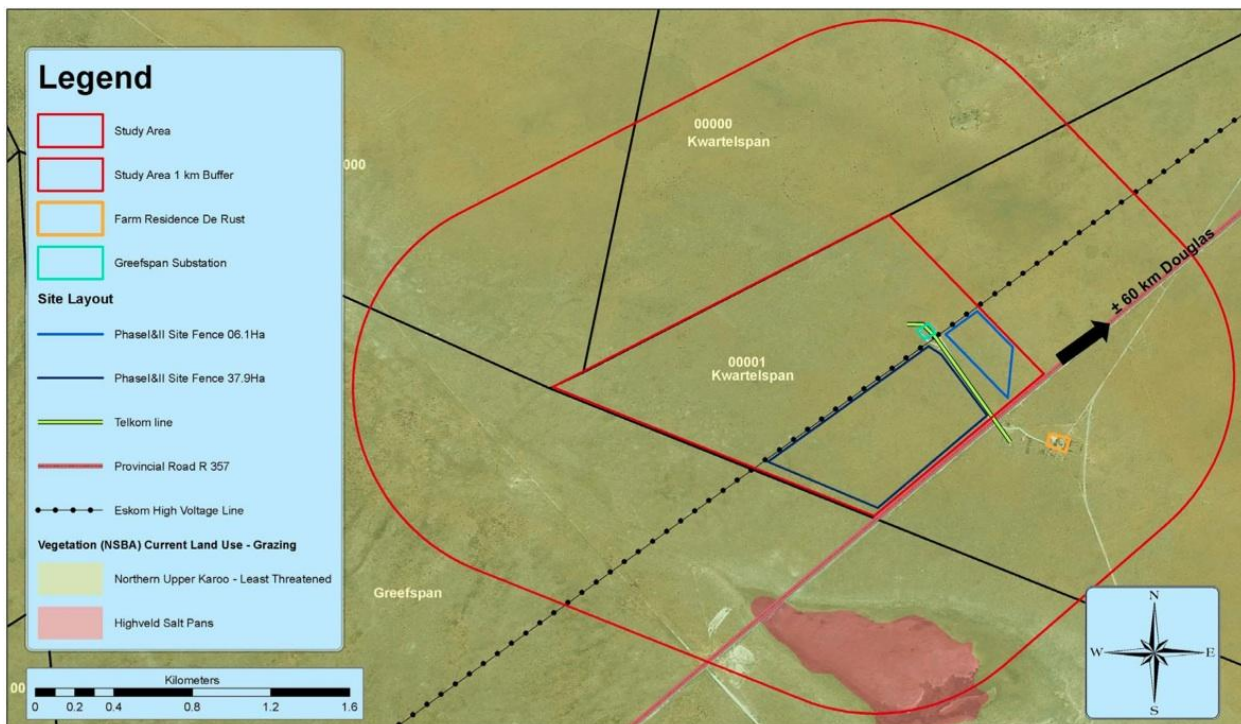 Legend
Study Area
Study Area 1 km Buffer
Farm Residence De Rust
Greefspan Substation
Site Layout
PhaseI&II Site Fence 06.1Ha
PhaseI&II Site Fence 37.9Ha
Telkom line
Provincial Road R 357
Eskom High Voltage Line
Vegetation (NSBA) Current Land Use - Grazing
Northern Upper Karoo - Least Threatened
Highveld Salt Pans
Kilometers
0 0.2 0.4 0.8 1.2 1.6
00
000
00000
Kwartelspan
00001
Kwartelspan
± 60 km Douglas
Greefspan
N
W E
S